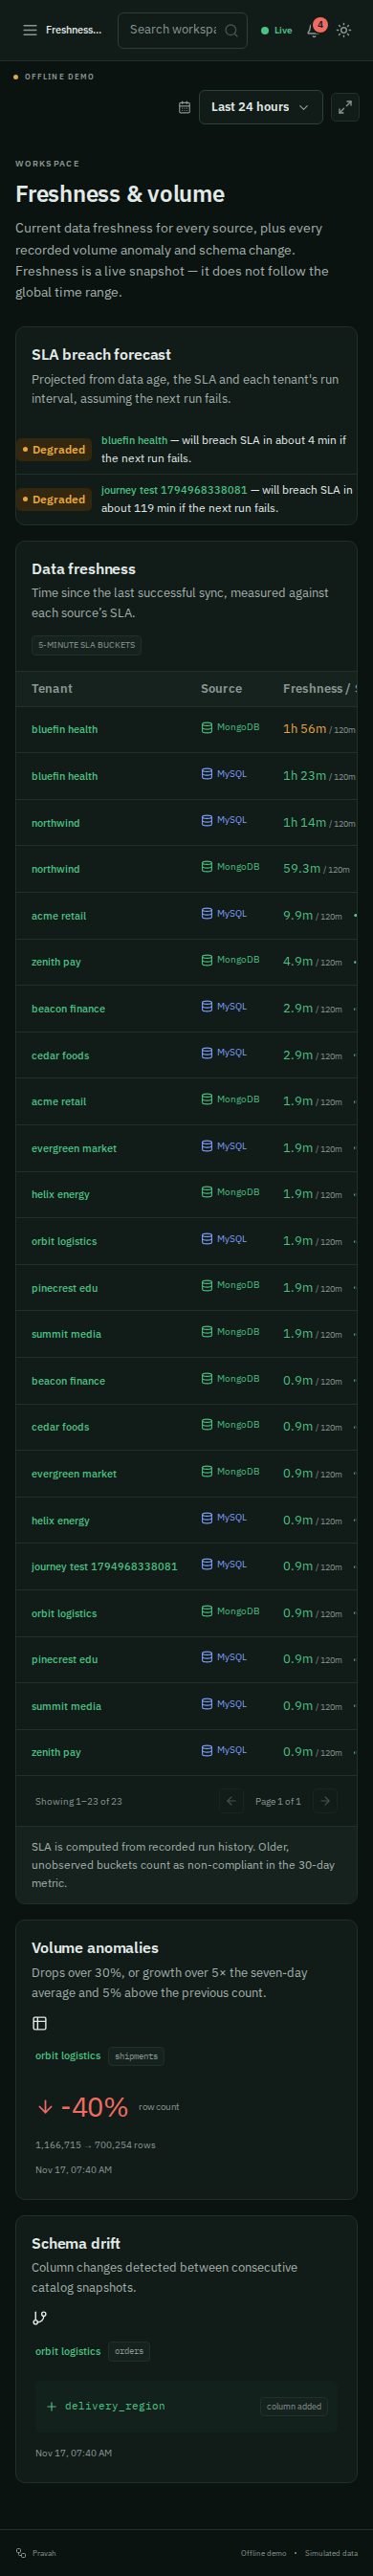 Freshness...
Search workspa
Live
4
OFFLINE DEMO
Last 24 hours
WORKSPACE
Freshness & volume
Current data freshness for every source, plus every
recorded volume anomaly and schema change.
Freshness is a live snapshot — it does not follow the
global time range.
SLA breach forecast
Projected from data age, the SLA and each tenant's run
interval, assuming the next run fails.
Degraded
bluefin health — will breach SLA in about 4 min if
the next run fails.
Degraded
journey test 1794968338081 — will breach SLA in
about 119 min if the next run fails.
Data freshness
Time since the last successful sync, measured against
each source's SLA.
5-MINUTE SLA BUCKETS
Tenant Source Freshness / S
bluefin health MongoDB 1h 56m / 120m
bluefin health MySQL 1h 23m / 120m
northwind MySQL 1h 14m / 120m
northwind MongoDB 59.3m / 120m
acme retail MySQL 9.9m / 120m
zenith pay MongoDB 4.9m / 120m
beacon finance MySQL 2.9m / 120m
cedar foods MySQL 2.9m / 120m
acme retail MongoDB 1.9m / 120m
evergreen market MySQL 1.9m / 120m
helix energy MongoDB 1.9m / 120m
orbit logistics MySQL 1.9m / 120m
pinecrest edu MongoDB 1.9m / 120m
summit media MongoDB 1.9m / 120m
beacon finance MongoDB 0.9m / 120m
cedar foods MongoDB 0.9m / 120m
evergreen market MongoDB 0.9m / 120m
helix energy MySQL 0.9m / 120m
journey test 1794968338081 MySQL 0.9m / 120m
orbit logistics MongoDB 0.9m / 120m
pinecrest edu MySQL 0.9m / 120m
summit media MySQL 0.9m / 120m
zenith pay MySQL 0.9m / 120m
Showing 1–23 of 23 Page 1 of 1
SLA is computed from recorded run history. Older,
unobserved buckets count as non-compliant in the 30-day
metric.
Volume anomalies
Drops over 30%, or growth over 5× the seven-day
average and 5% above the previous count.
orbit logistics shipments
↓ -40% row count
1,166,715 → 700,254 rows
Nov 17, 07:40 AM
Schema drift
Column changes detected between consecutive
catalog snapshots.
orbit logistics orders
+ delivery_region column added
Nov 17, 07:40 AM
Pravah Offline demo • Simulated data